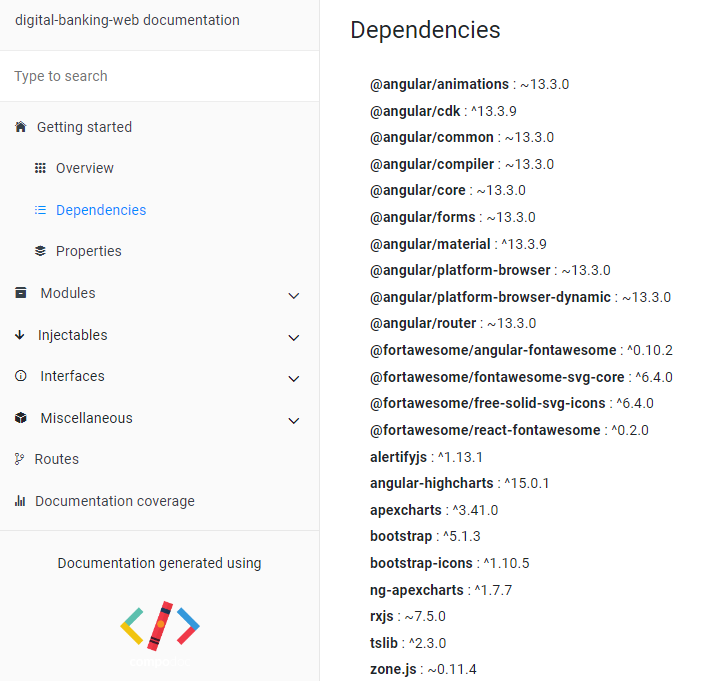 digital-banking-web documentation
Type to search
Getting started
Overview
Dependencies
Properties
Modules
Injectables
Interfaces
Miscellaneous
Routes
Documentation coverage
Documentation generated using
Dependencies
@angular/animations : ~13.3.0
@angular/cdk : ^13.3.9
@angular/common : ~13.3.0
@angular/compiler : ~13.3.0
@angular/core : ~13.3.0
@angular/forms : ~13.3.0
@angular/material : ^13.3.9
@angular/platform-browser : ~13.3.0
@angular/platform-browser-dynamic : ~13.3.0
@angular/router : ~13.3.0
@fortawesome/angular-fontawesome : ^0.10.2
@fortawesome/fontawesome-svg-core : ^6.4.0
@fortawesome/free-solid-svg-icons : ^6.4.0
@fortawesome/react-fontawesome : ^0.2.0
alertifyjs : ^1.13.1
angular-highcharts : ^15.0.1
apexcharts : ^3.41.0
bootstrap : ^5.1.3
bootstrap-icons : ^1.10.5
ng-apexcharts : ^1.7.7
rxjs : ~7.5.0
tslib : ^2.3.0
zone.js : ~0.11.4